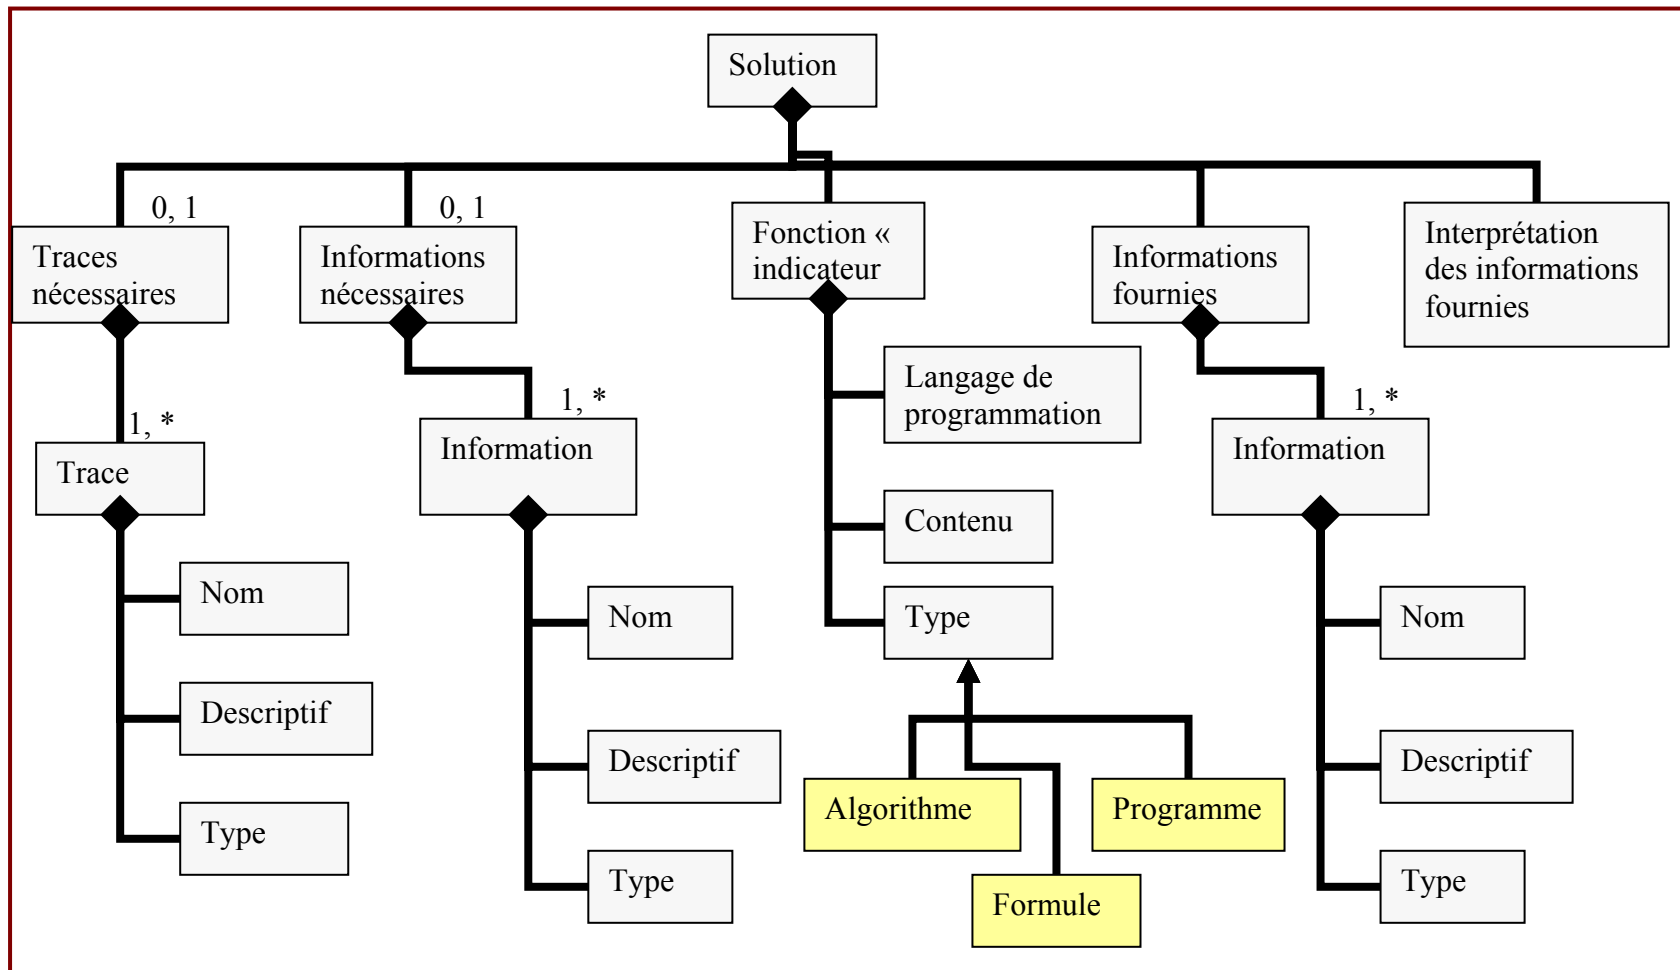 Solution
0, 1
0, 1
Traces
nécessaires
Informations
nécessaires
Fonction «
indicateur
Informations
fournies
Interprétation
des informations
fournies
1, *
Trace
Nom
Descriptif
Type
1, *
Information
Nom
Descriptif
Type
Langage de
programmation
Contenu
Type
Algorithme
Programme
Formule
1, *
Information
Nom
Descriptif
Type